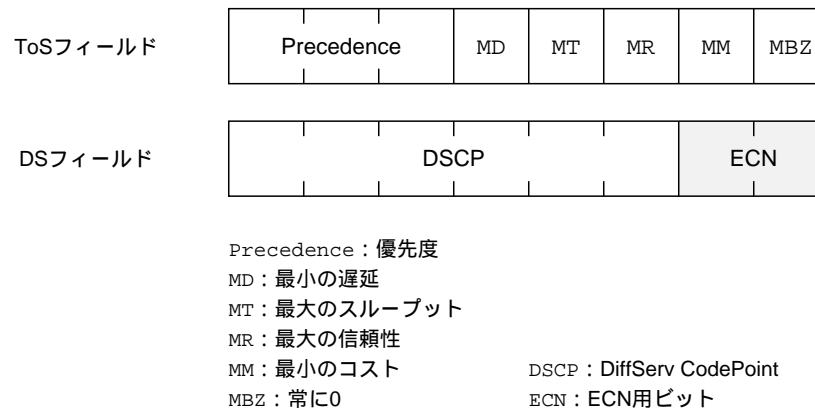 ToSフィールド Precedence MD MT MR MM MBZ
DSフィールド DSCP ECN
Precedence：優先度
MD：最小の遅延
MT：最大のスループット
MR：最大の信頼性
MM：最小のコスト DSCP：DiffServ CodePoint
MBZ：常に0 ECN：ECN用ビット